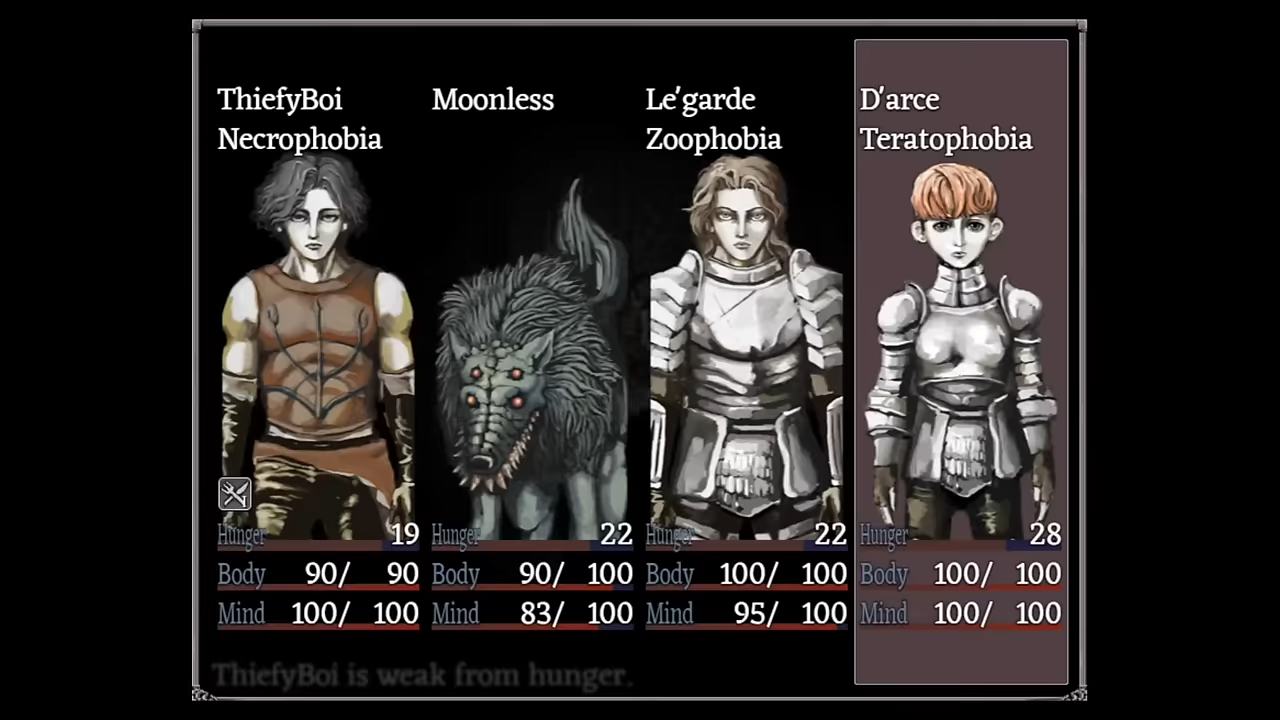 ThiefyBoi Moonless Le'garde D'arce
Necrophobia Zoophobia Teratophobia
Hunger 19 Hunger 22 Hunger 22 Hunger 28
Body 90/ 90 Body 90/ 100 Body 100/ 100 Body 100/ 100
Mind 100/ 100 Mind 83/ 100 Mind 95/ 100 Mind 100/ 100
ThiefyBoi is weak from hunger.